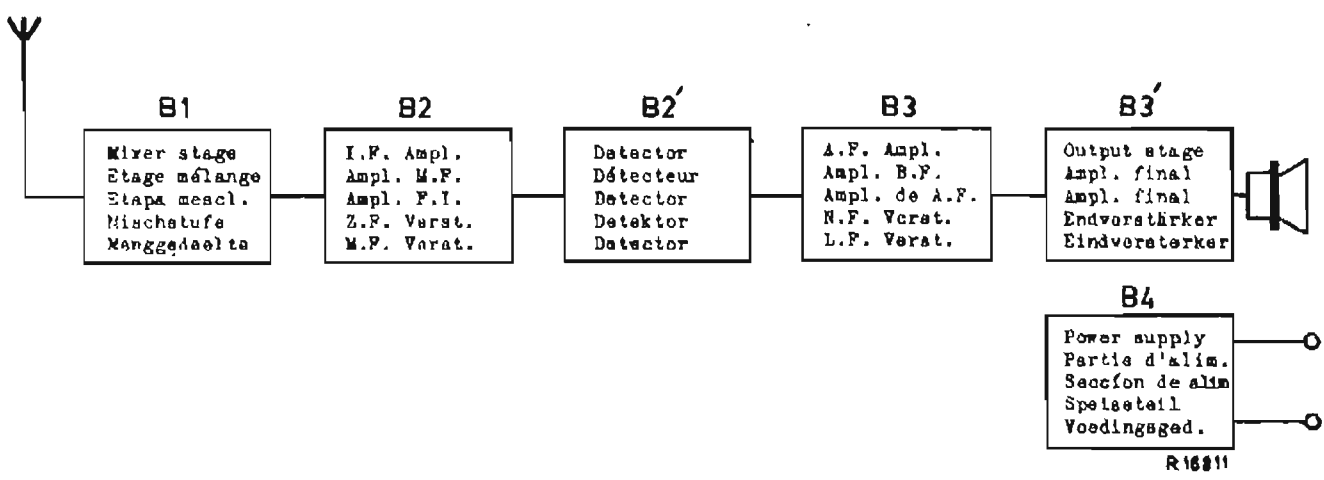 B1
Mixer stage
Etage mélange
Etapa mescl.
Mischstufe
Menggedeelte
B2
I.F. Ampl.
Ampl. M.F.
Ampl. F.I.
Z.F. Verst.
M.F. Verst.
B2′
Detector
Détecteur
Detector
Detektor
Detector
B3
A.F. Ampl.
Ampl. B.F.
Ampl. de A.F.
N.F. Verst.
L.F. Verst.
B3′
Output stage
Ampl. final
Ampl. final
Endverstärker
Eindversterker
B4
Power supply
Partie d'alim.
Seccíon de alim
Speiseteil
Voedingsged.
R16811